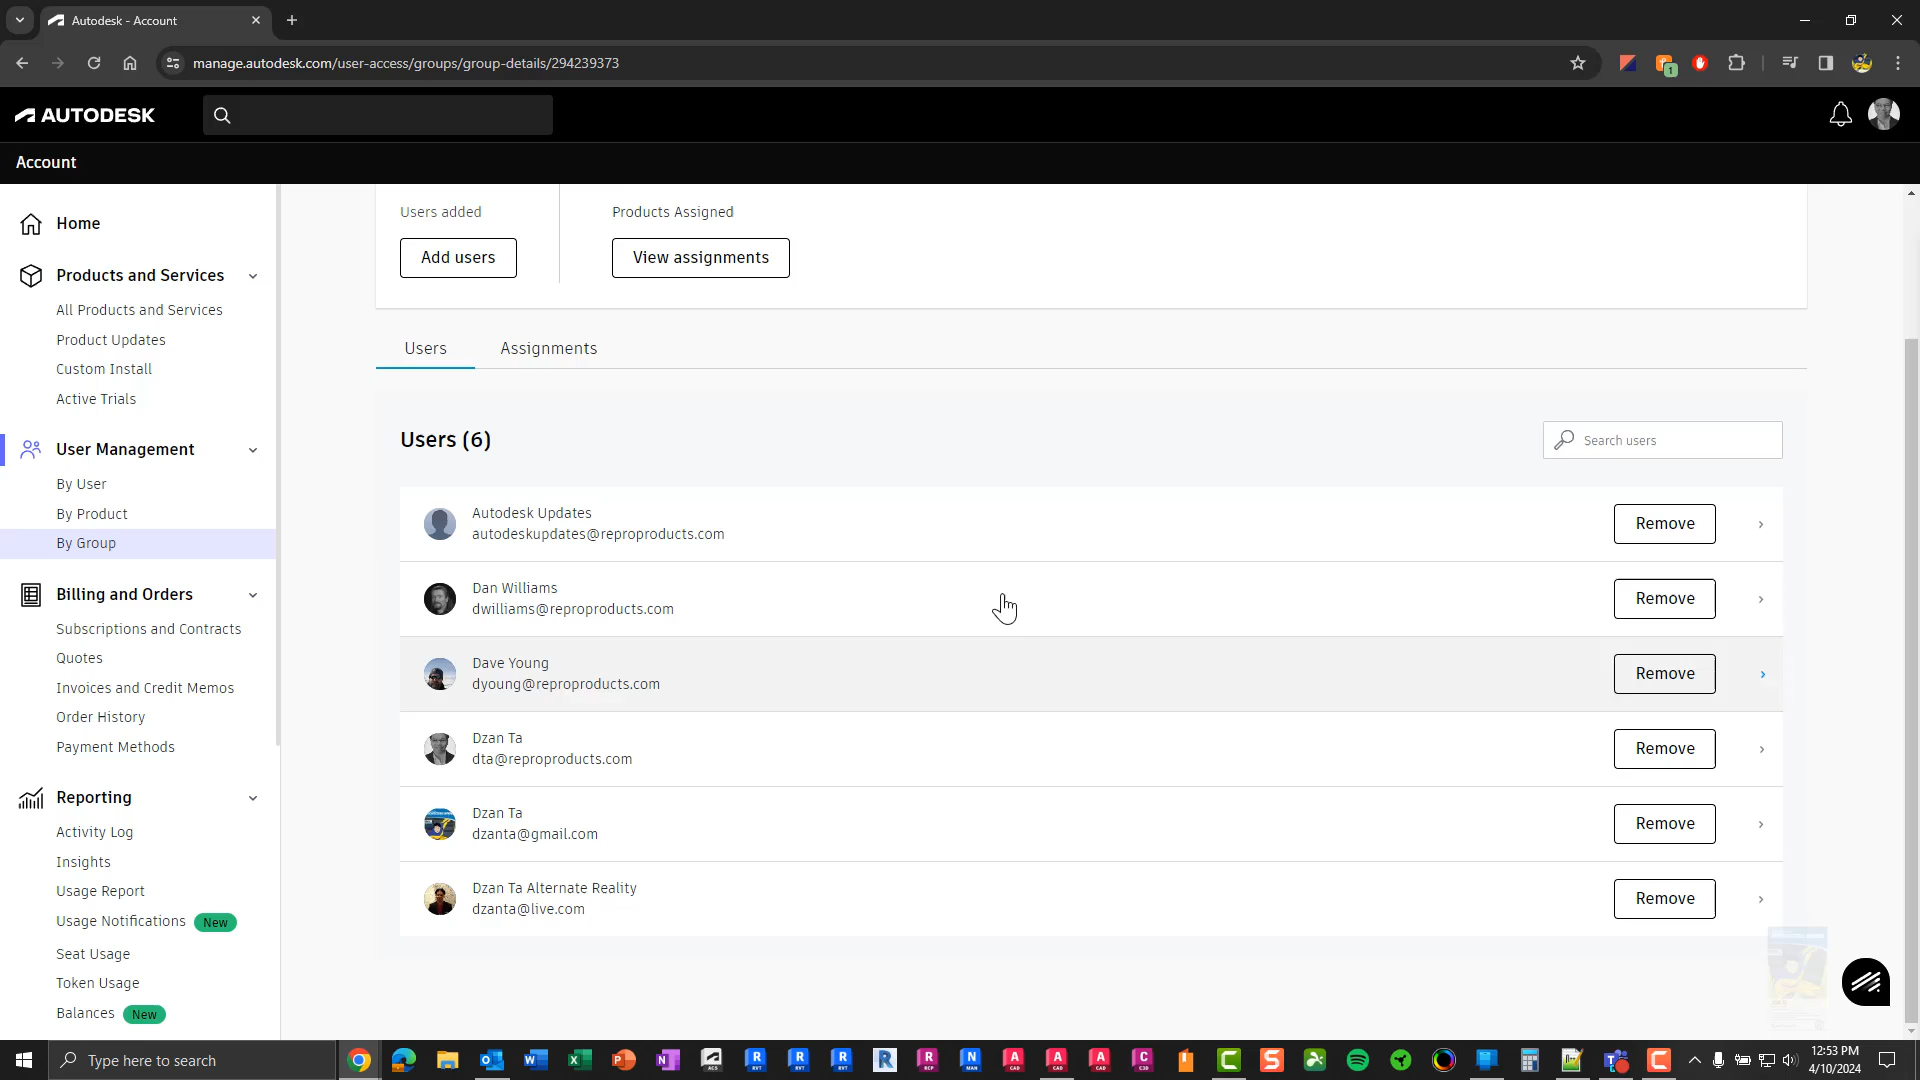 Autodesk - Account
manage.autodesk.com/user-access/groups/group-details/294239373
1
AUTODESK
Account
Home
Products and Services
All Products and Services
Product Updates
Custom Install
Active Trials
User Management
By User
By Product
By Group
Billing and Orders
Subscriptions and Contracts
Quotes
Invoices and Credit Memos
Order History
Payment Methods
Reporting
Activity Log
Insights
Usage Report
Usage Notifications New
Seat Usage
Token Usage
Balances New
Users added
Products Assigned
Add users
View assignments
Users
Assignments
Users (6)
Search users
Autodesk Updates
autodeskupdates@reproproducts.com
Remove
Dan Williams
dwilliams@reproproducts.com
Remove
Dave Young
dyoung@reproproducts.com
Remove
Dzan Ta
dta@reproproducts.com
Remove
Dzan Ta
dzanta@gmail.com
Remove
Dzan Ta Alternate Reality
dzanta@live.com
Remove
Type here to search
12:53 PM
4/10/2024